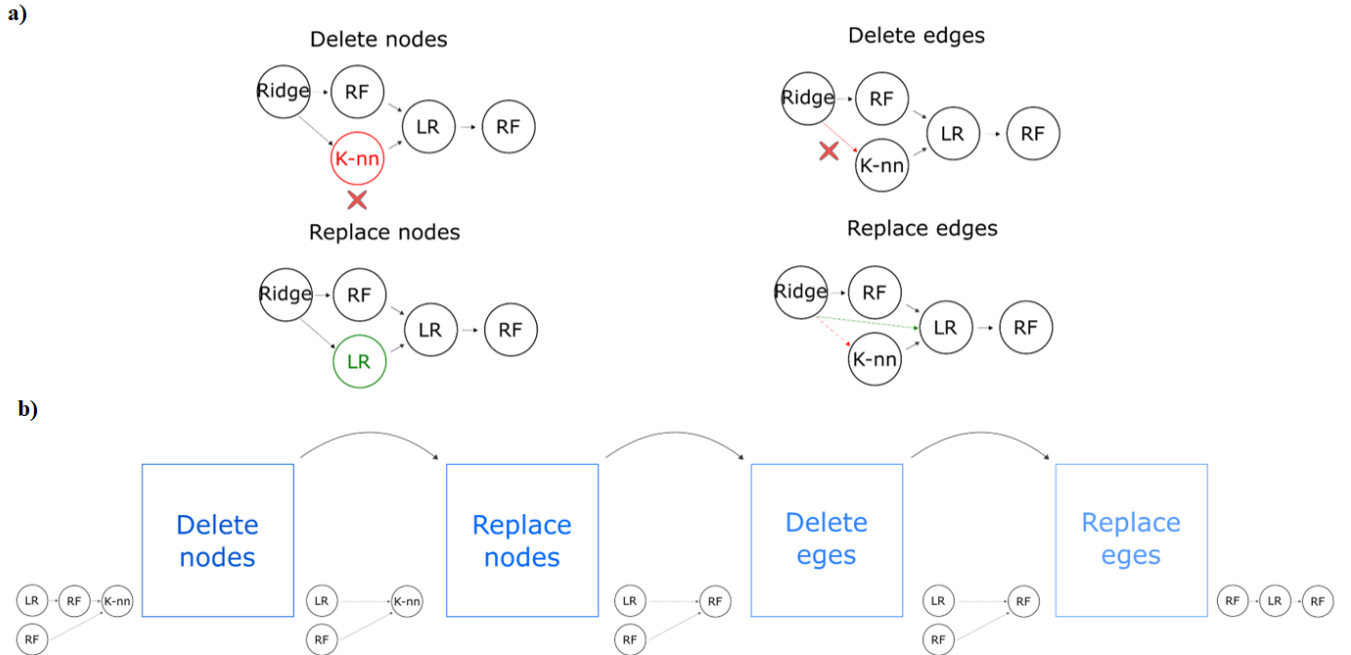 a)
Delete nodes
Ridge RF
LR RF
K-nn
Delete edges
Ridge RF
LR RF
K-nn
Replace nodes
Ridge RF
LR RF
LR
Replace edges
Ridge RF
LR RF
K-nn
b)
Delete
nodes
Replace
nodes
Delete
eges
Replace
eges
LR RF K-nn
RF
LR K-nn
RF
LR RF
RF
LR RF
RF
RF LR RF